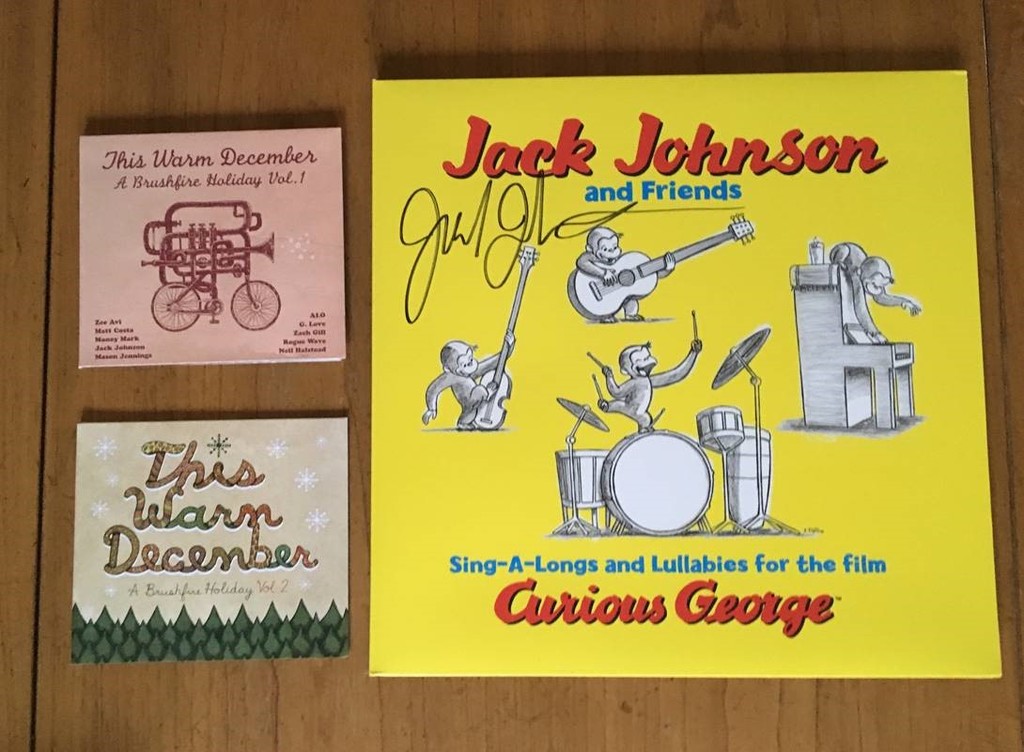 This Warm December
A Brushfire Holiday Vol.1
Zee Avi
Matt Costa
Money Mark
Jack Johnson
Mason Jennings
ALO
G. Love
Zach Gill
Rogue Wave
Neil Halstead
This
Warm
December
A Brushfire Holiday Vol. 2
Jack Johnson
and Friends
Sing-A-Longs and Lullabies for the film
Curious George™